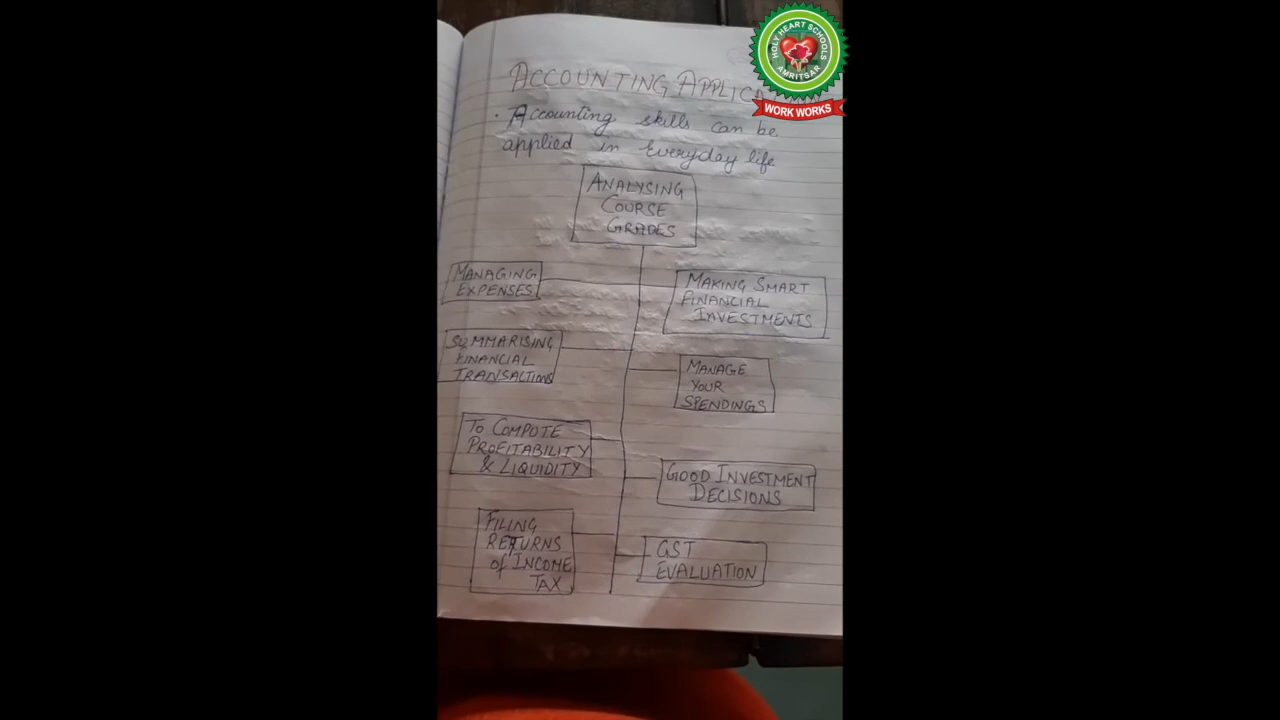 ACCOUNTING APPLICA
• Accounting skills can be
applied in everyday life
ANALYSING
COURSE
GRADES
MANAGING
EXPENSES
MAKING SMART
FINANCIAL
INVESTMENTS
SUMMARISING
FINANCIAL
TRANSACTIONS
MANAGE
YOUR
SPENDINGS
TO COMPUTE
PROFITABILITY
& LIQUIDITY
GOOD INVESTMENT
DECISIONS
FILING
RETURNS
of INCOME
TAX
GST
EVALUATION
HOLY HEART SCHOOLS
AMRITSAR
WORK WORKS